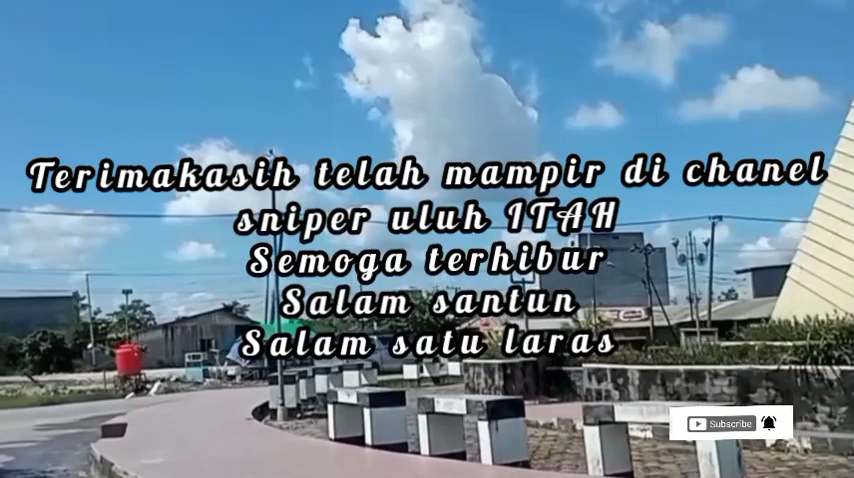 Terimakasih telah mampir di chanel
sniper uluh ITAH
Semoga terhibur
Salam santun
Salam satu laras
Subscribe